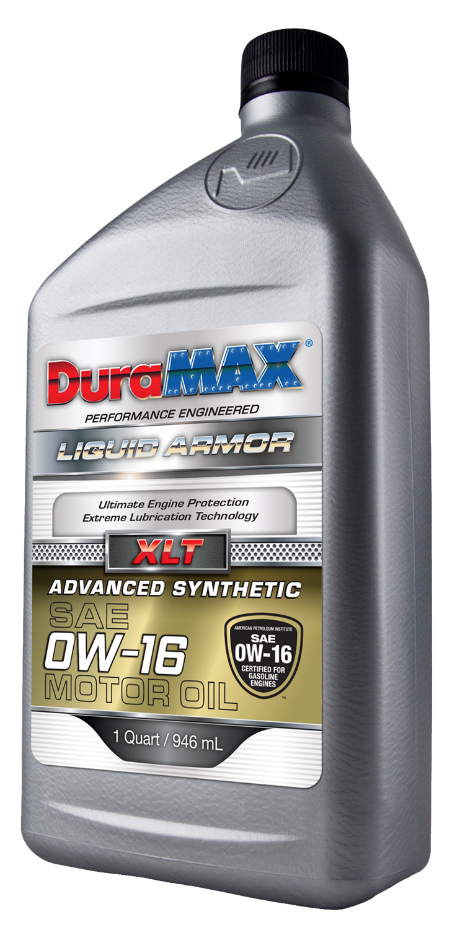 DuraMAX®
PERFORMANCE ENGINEERED
LIQUID ARMOR
Ultimate Engine Protection
Extreme Lubrication Technology
XLT
ADVANCED SYNTHETIC
SAE
0W-16
MOTOR OIL
AMERICAN PETROLEUM INSTITUTE
SAE
0W-16
CERTIFIED FOR
GASOLINE
ENGINES
™
1 Quart / 946 mL